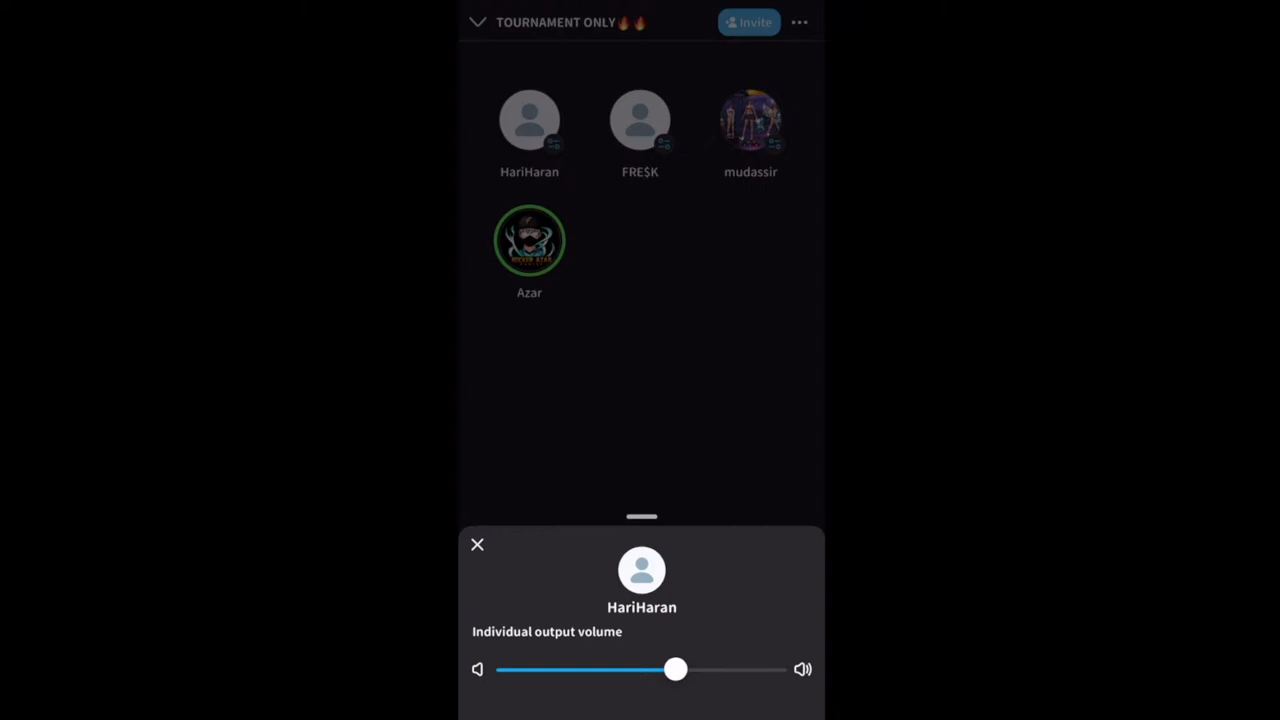 TOURNAMENT ONLY🔥🔥
Invite
HariHaran
FRE$K
mudassir
Azar
HariHaran
Individual output volume